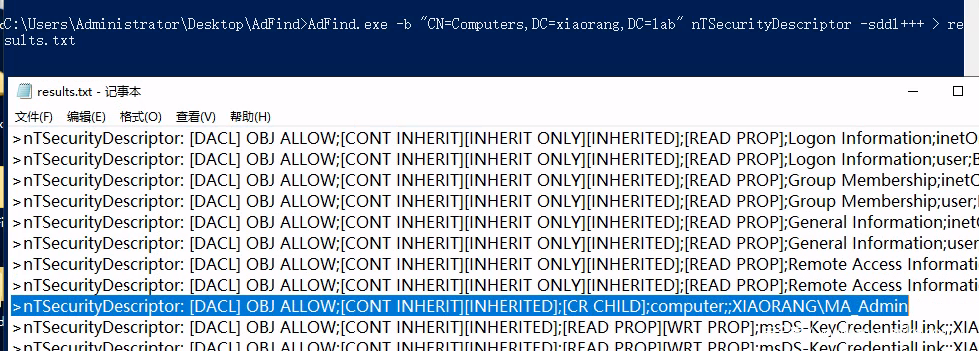 C:\Users\Administrator\Desktop\AdFind>AdFind.exe -b "CN=Computers,DC=xiaorang,DC=lab" nTSecurityDescriptor -sddl+++ > re
sults.txt
results.txt - 记事本
文件(F) 编辑(E) 格式(O) 查看(V) 帮助(H)
>nTSecurityDescriptor: [DACL] OBJ ALLOW;[CONT INHERIT][INHERIT ONLY][INHERITED];[READ PROP];Logon Information;inetO
>nTSecurityDescriptor: [DACL] OBJ ALLOW;[CONT INHERIT][INHERIT ONLY][INHERITED];[READ PROP];Logon Information;user;B
>nTSecurityDescriptor: [DACL] OBJ ALLOW;[CONT INHERIT][INHERIT ONLY][INHERITED];[READ PROP];Group Membership;inetC
>nTSecurityDescriptor: [DACL] OBJ ALLOW;[CONT INHERIT][INHERIT ONLY][INHERITED];[READ PROP];Group Membership;user;
>nTSecurityDescriptor: [DACL] OBJ ALLOW;[CONT INHERIT][INHERIT ONLY][INHERITED];[READ PROP];General Information;ine
>nTSecurityDescriptor: [DACL] OBJ ALLOW;[CONT INHERIT][INHERIT ONLY][INHERITED];[READ PROP];General Information;user
>nTSecurityDescriptor: [DACL] OBJ ALLOW;[CONT INHERIT][INHERIT ONLY][INHERITED];[READ PROP];Remote Access Informati
>nTSecurityDescriptor: [DACL] OBJ ALLOW;[CONT INHERIT][INHERIT ONLY][INHERITED];[READ PROP];Remote Access Informati
>nTSecurityDescriptor: [DACL] OBJ ALLOW;[CONT INHERIT][INHERITED];[CR CHILD];computer;;XIAORANG\MA_Admin
>nTSecurityDescriptor: [DACL] OBJ ALLOW;[CONT INHERIT][INHERITED];[READ PROP][WRT PROP];msDS-KeyCredentialLink;;XIA
>nTSecurityDescriptor: [DACL] OBJ ALLOW;[CONT INHERIT][INHERITED];[READ PROP][WRT PROP];msDS-KeyCredentialLink;;XIA